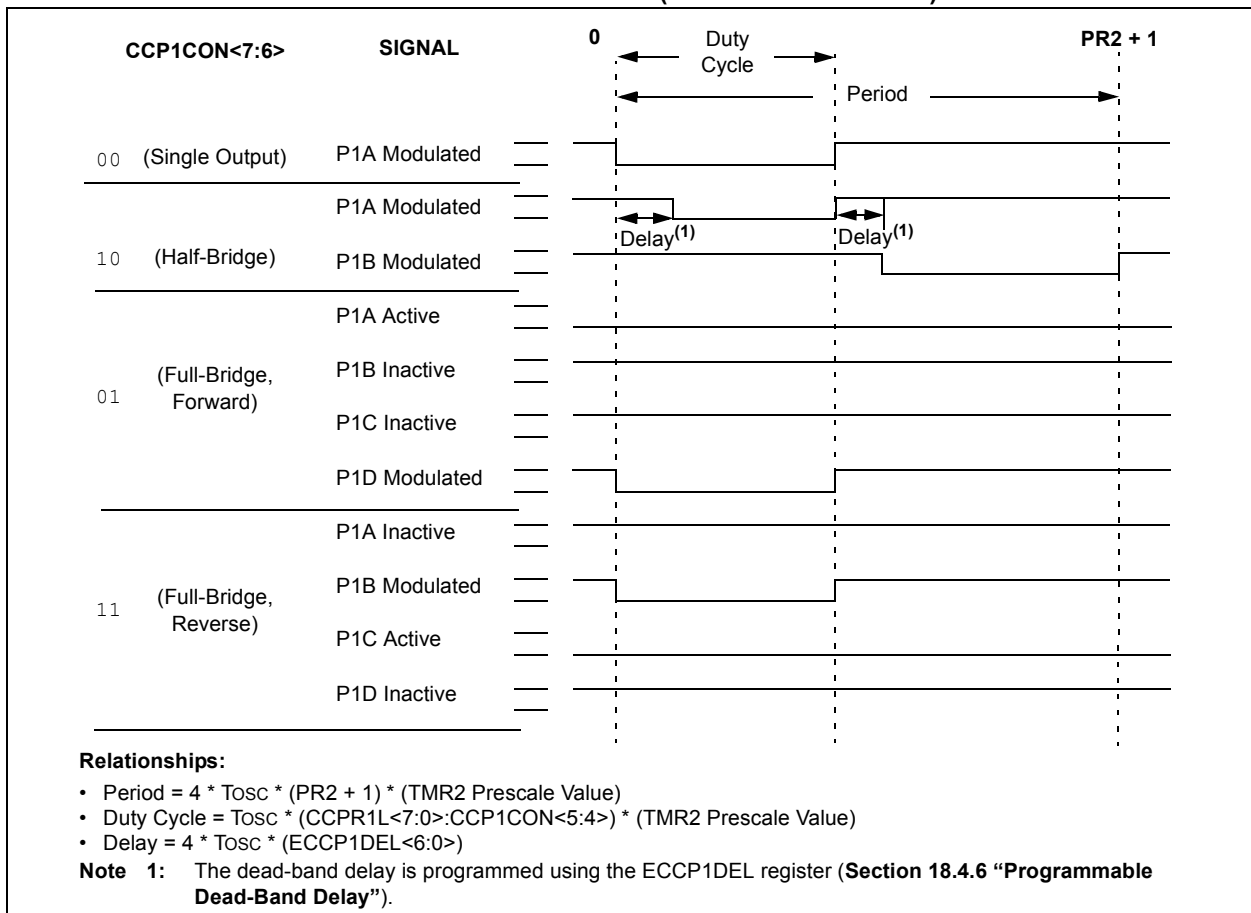 CCP1CON<7:6> SIGNAL 0 Duty Cycle PR2 + 1
Period
00 (Single Output) P1A Modulated
P1A Modulated
Delay(1) Delay(1)
10 (Half-Bridge) P1B Modulated
P1A Active
P1B Inactive
01 (Full-Bridge, Forward)
P1C Inactive
P1D Modulated
P1A Inactive
P1B Modulated
11 (Full-Bridge, Reverse)
P1C Active
P1D Inactive
Relationships:
• Period = 4 * TOSC * (PR2 + 1) * (TMR2 Prescale Value)
• Duty Cycle = TOSC * (CCPR1L<7:0>:CCP1CON<5:4>) * (TMR2 Prescale Value)
• Delay = 4 * TOSC * (ECCP1DEL<6:0>)
Note 1: The dead-band delay is programmed using the ECCP1DEL register (Section 18.4.6 “Programmable
Dead-Band Delay”).